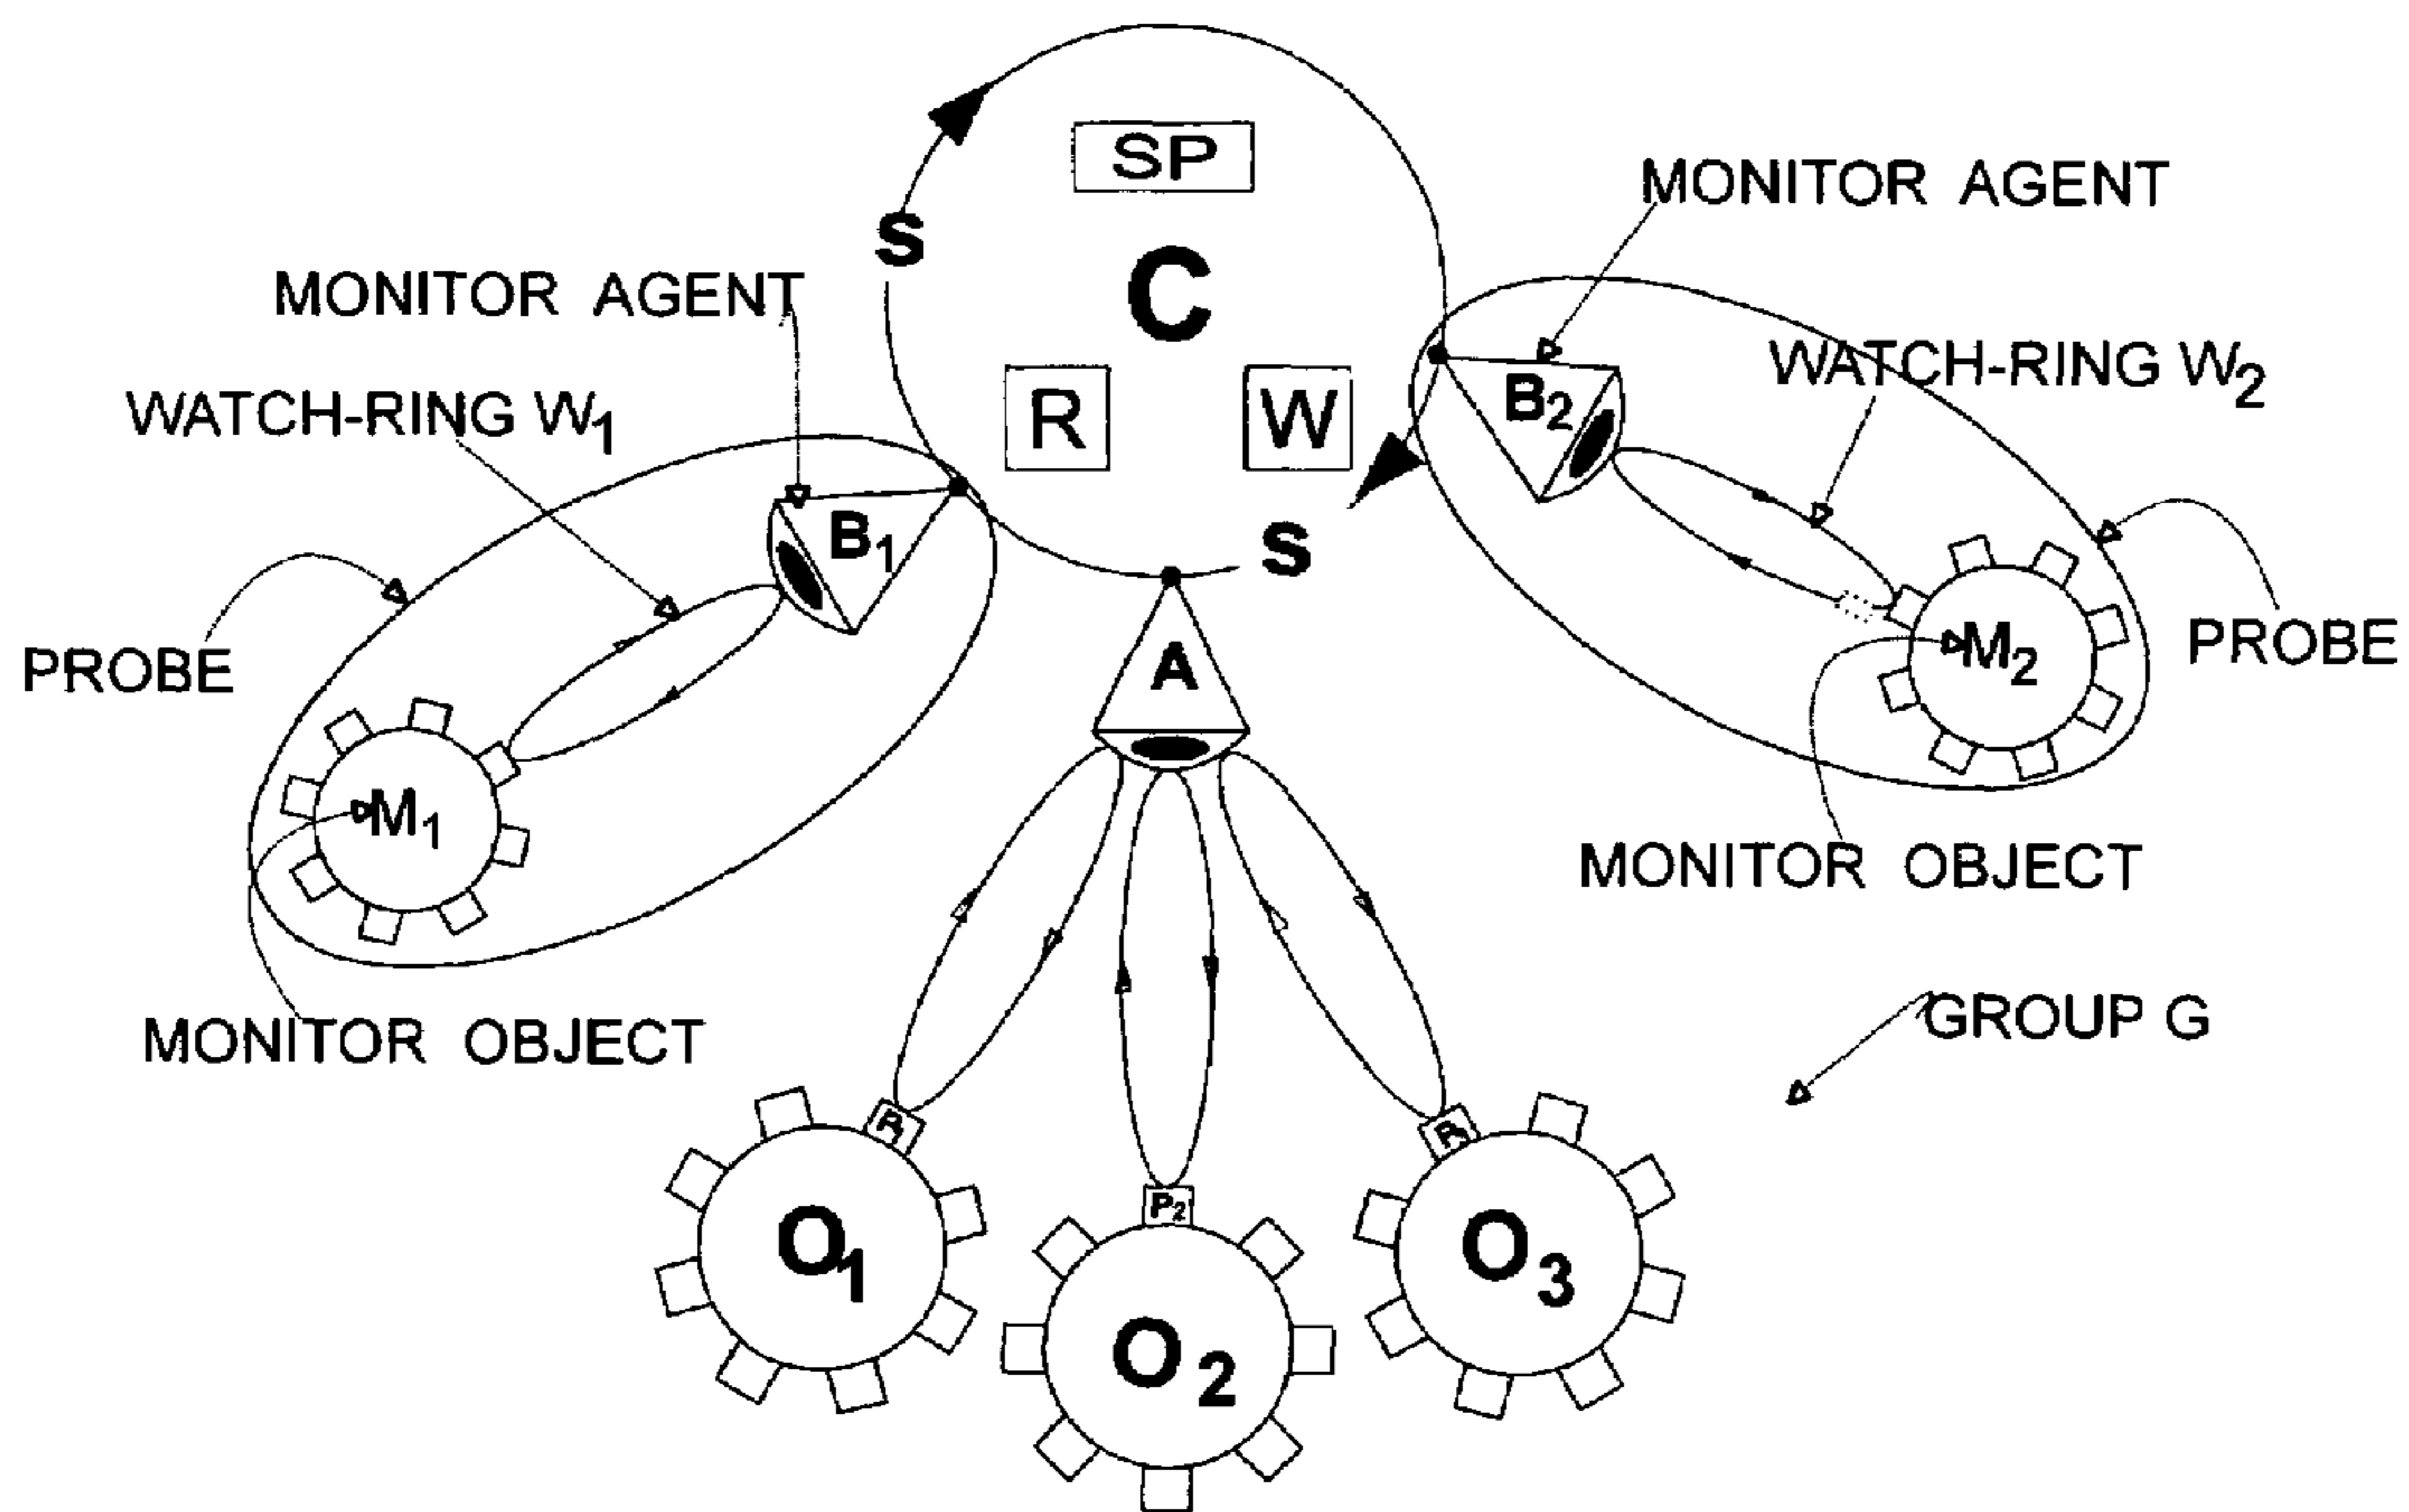 SP
MONITOR AGENT
S
C
MONITOR AGENT
WATCH-RING W2
B2
R
W
WATCH-RING W1
B1
S
PROBE
A
M2
PROBE
M1
MONITOR OBJECT
MONITOR OBJECT
GROUP G
P2
O1
O3
O2